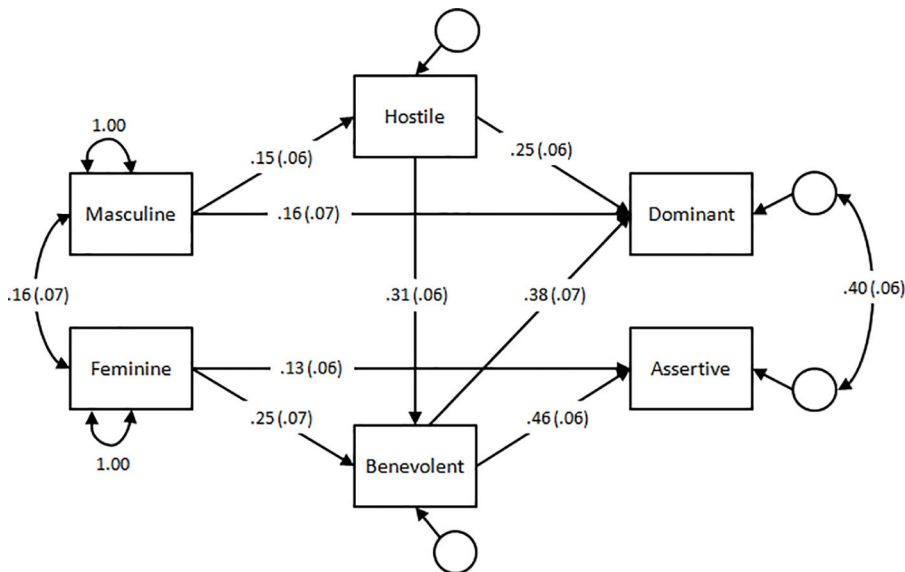 Hostile
1.00
.15 (.06)
.25 (.06)
Masculine
.16 (.07)
Dominant
.16 (.07)
.31 (.06)
.38 (.07)
.40 (.06)
Feminine
.13 (.06)
Assertive
.25 (.07)
.46 (.06)
1.00
Benevolent